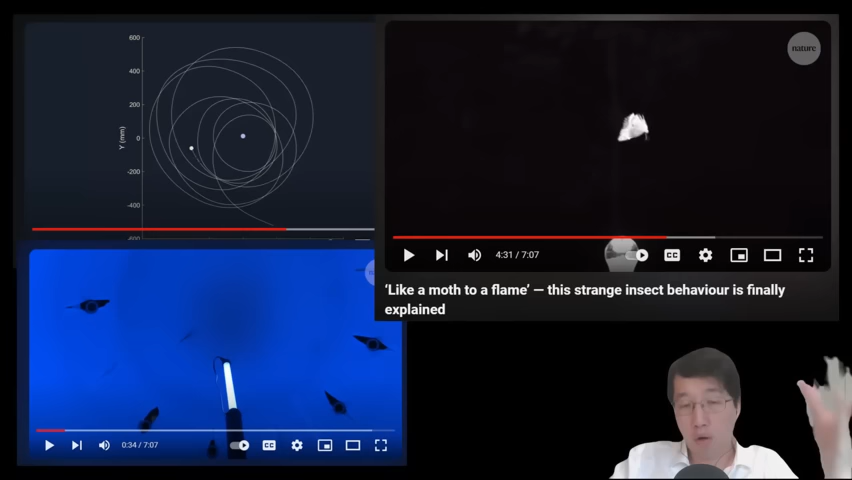 600
400
200
0
-200
-400
-600
Y (mm)
nature
4:31 / 7:07
CC
‘Like a moth to a flame’ — this strange insect behaviour is finally
explained
0:34 / 7:07
CC